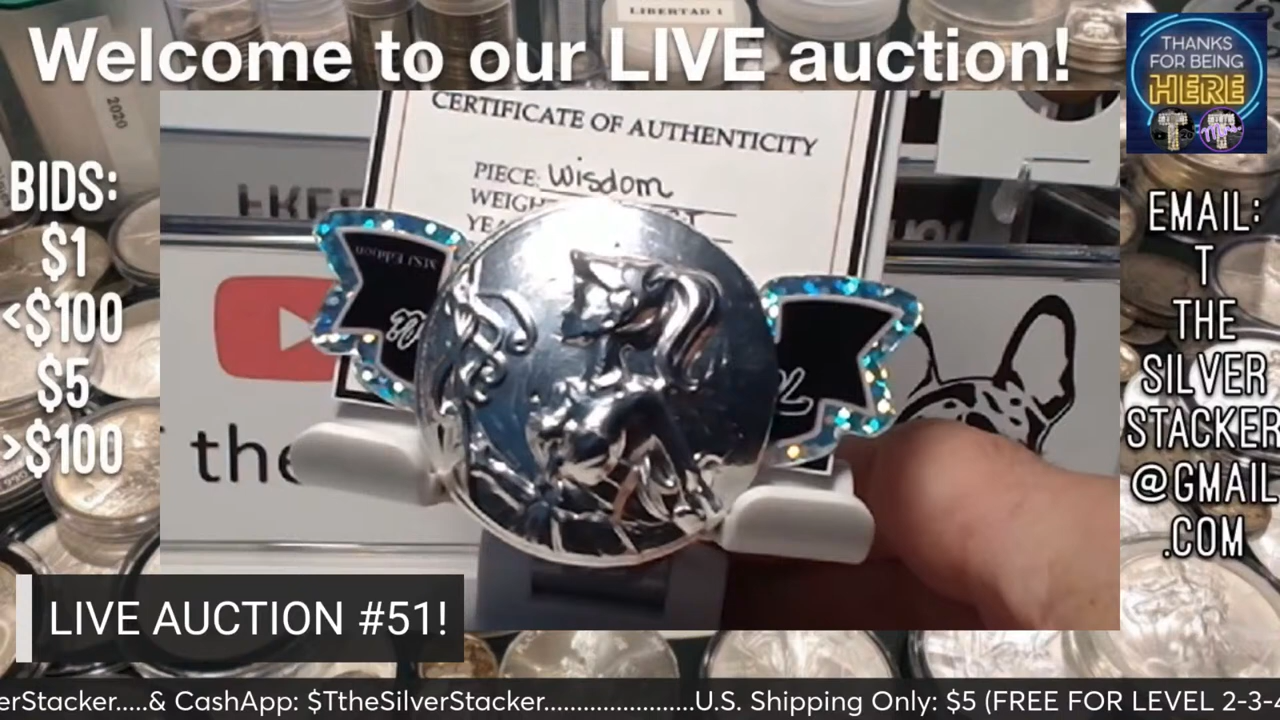 LIBERTAD 1
Welcome to our LIVE auction!
THANKS
FOR BEING
HERE
2020
CERTIFICATE OF AUTHENTICITY
PIECE: Wisdom
BIDS:
$1
<$100
$5
>$100
MSJ Edition
the
EMAIL:
T
THE
SILVER
STACKER
@GMAIL
.COM
LIVE AUCTION #51!
erStacker.....& CashApp: $TtheSilverStacker.......................U.S. Shipping Only: $5 (FREE FOR LEVEL 2-3-4